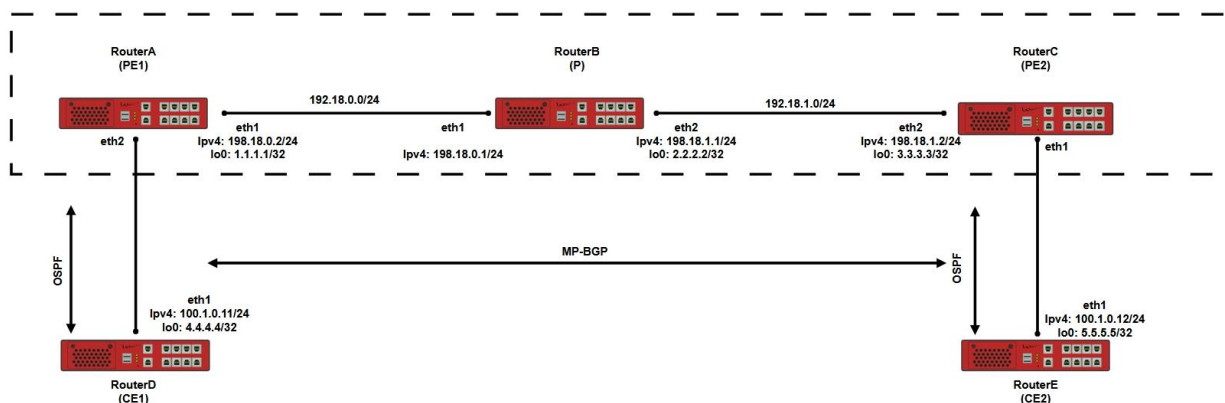 RouterA
(PE1)
RouterB
(P)
RouterC
(PE2)
192.18.0.0/24
192.18.1.0/24
eth2
eth1
Ipv4: 198.18.0.2/24
lo0: 1.1.1.1/32
eth1
Ipv4: 198.18.0.1/24
eth2
Ipv4: 198.18.1.1/24
lo0: 2.2.2.2/32
eth2
Ipv4: 198.18.1.2/24
lo0: 3.3.3.3/32
eth1
OSPF
MP-BGP
OSPF
eth1
Ipv4: 100.1.0.11/24
lo0: 4.4.4.4/32
eth1
Ipv4: 100.1.0.12/24
lo0: 5.5.5.5/32
RouterD
(CE1)
RouterE
(CE2)